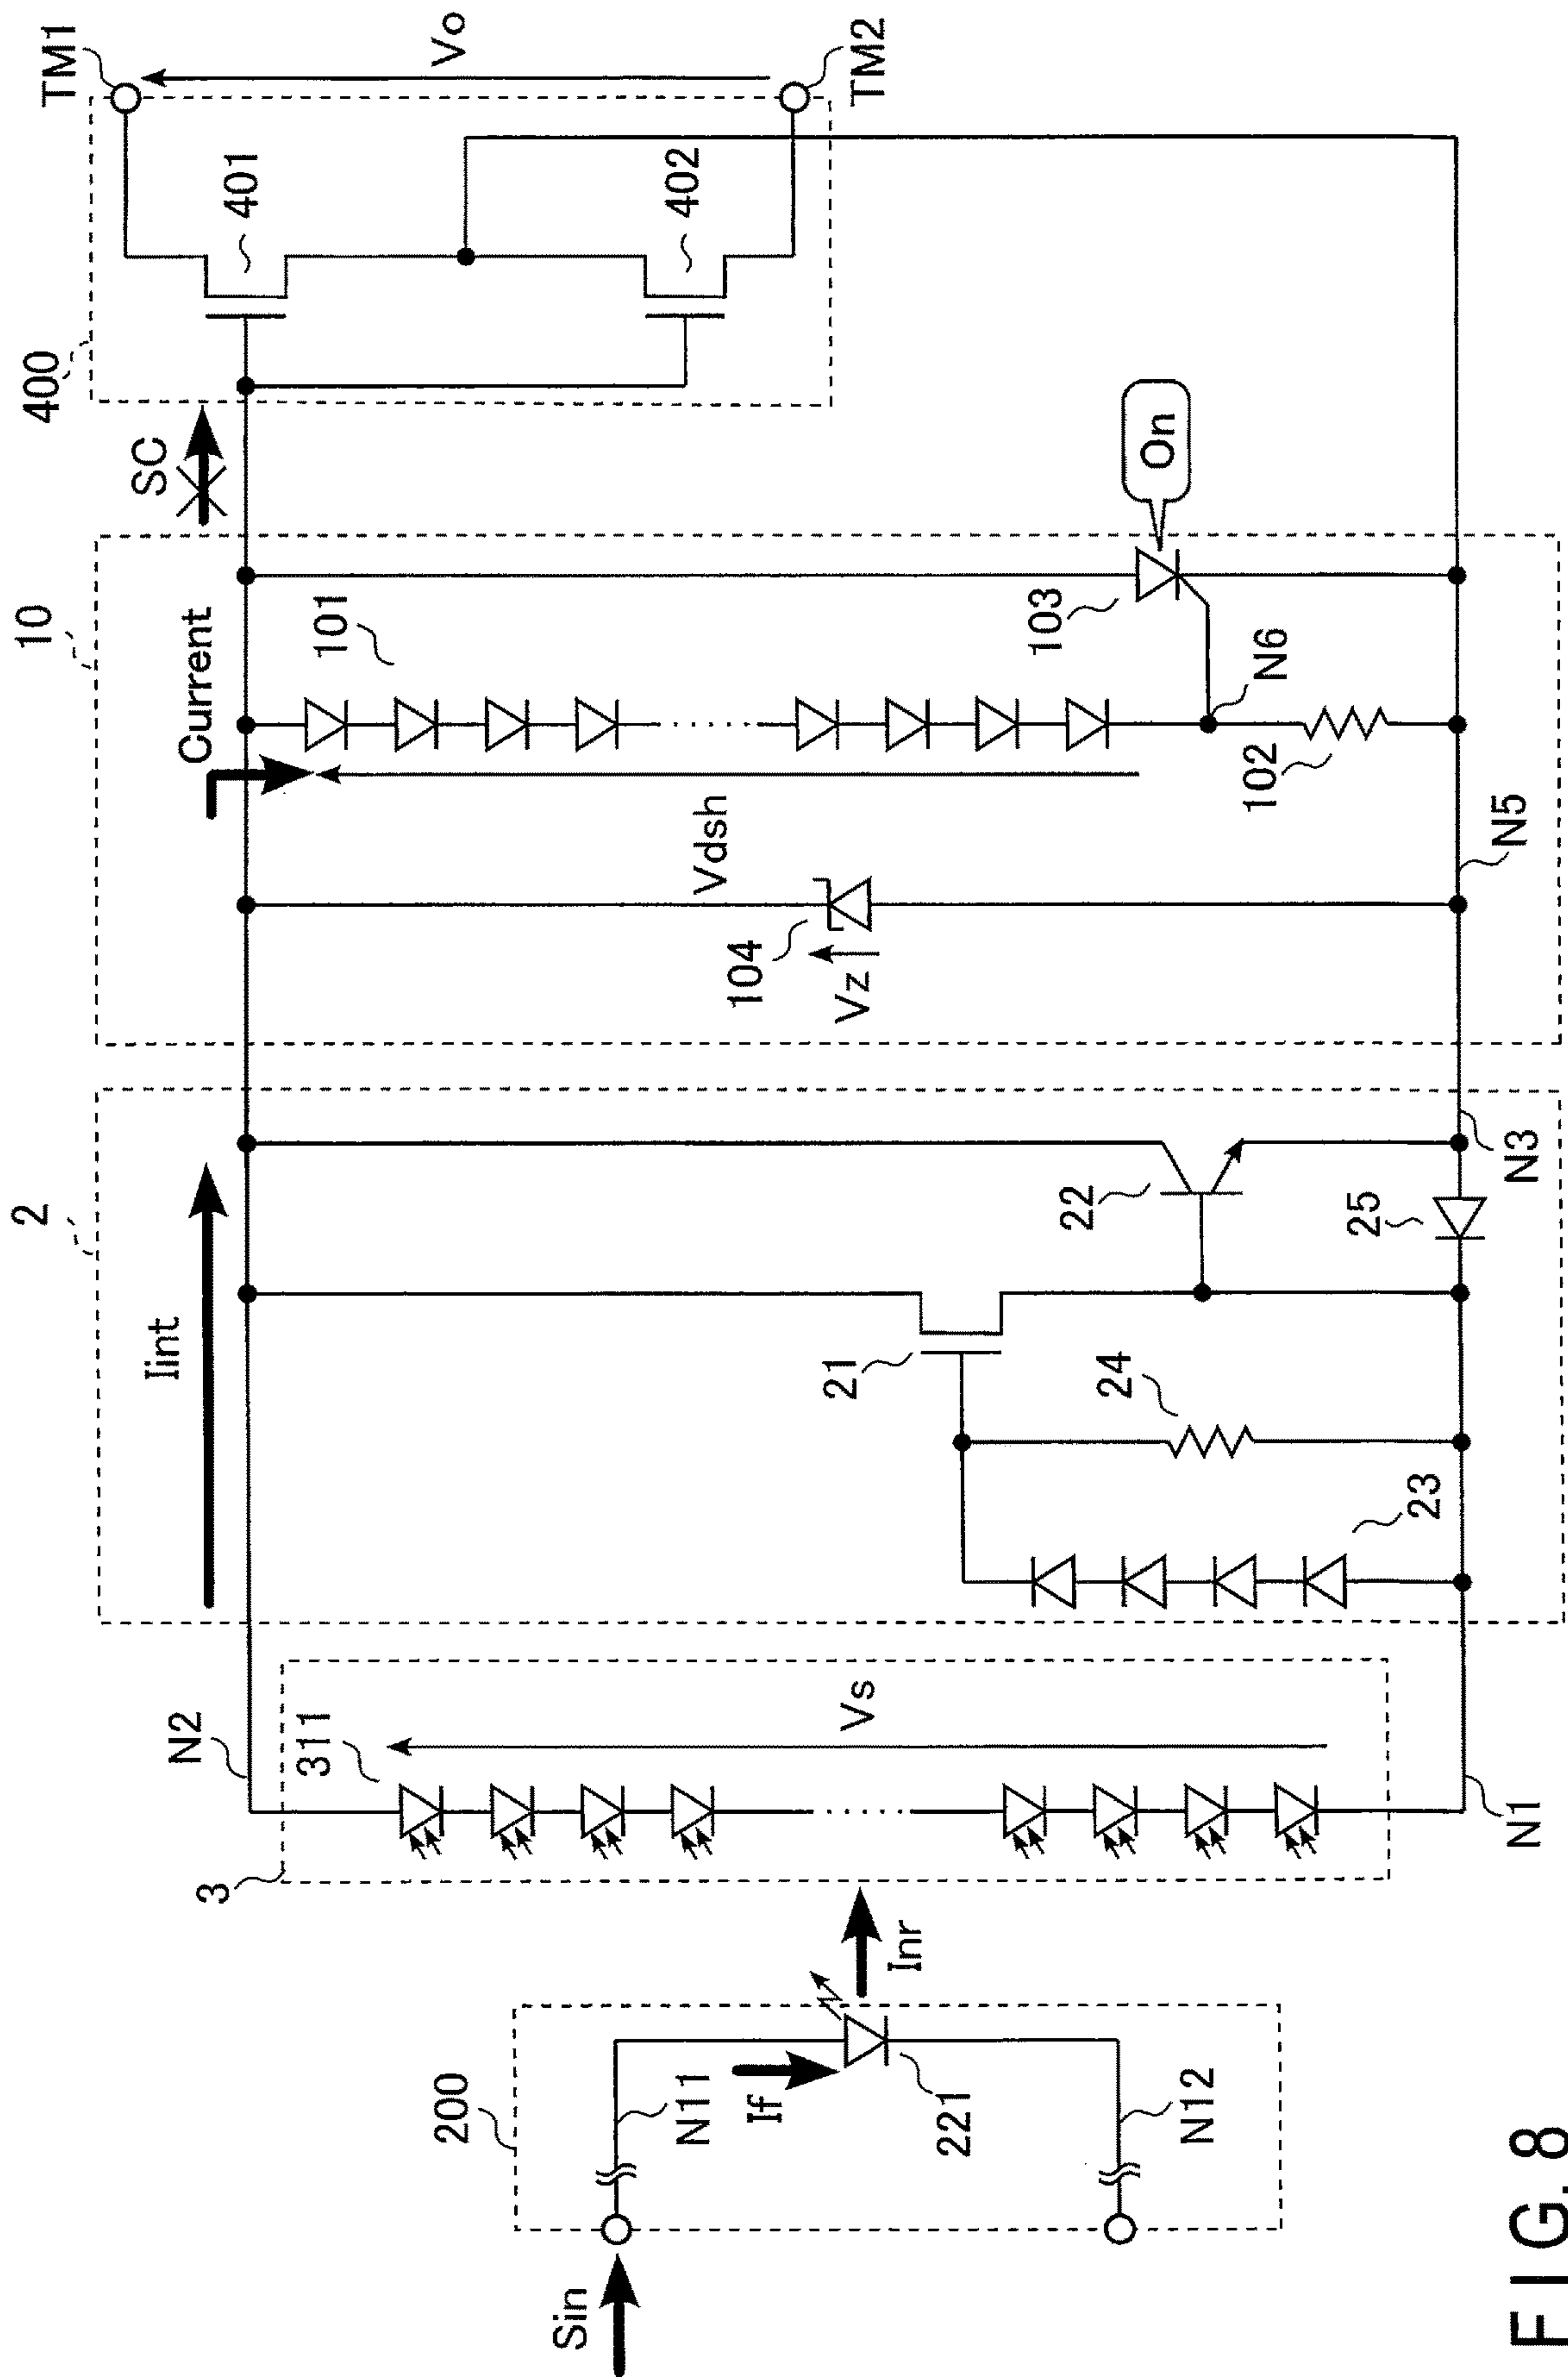 Sin
200
N11
If
221
N12
Inr
3
311
Vs
N2
N1
2
Iint
21
22
23
24
25
N3
10
Current
101
Vdsh
104
Vz
102
103
On
N6
N5
SC
400
401
402
TM1
Vo
TM2
FIG. 8